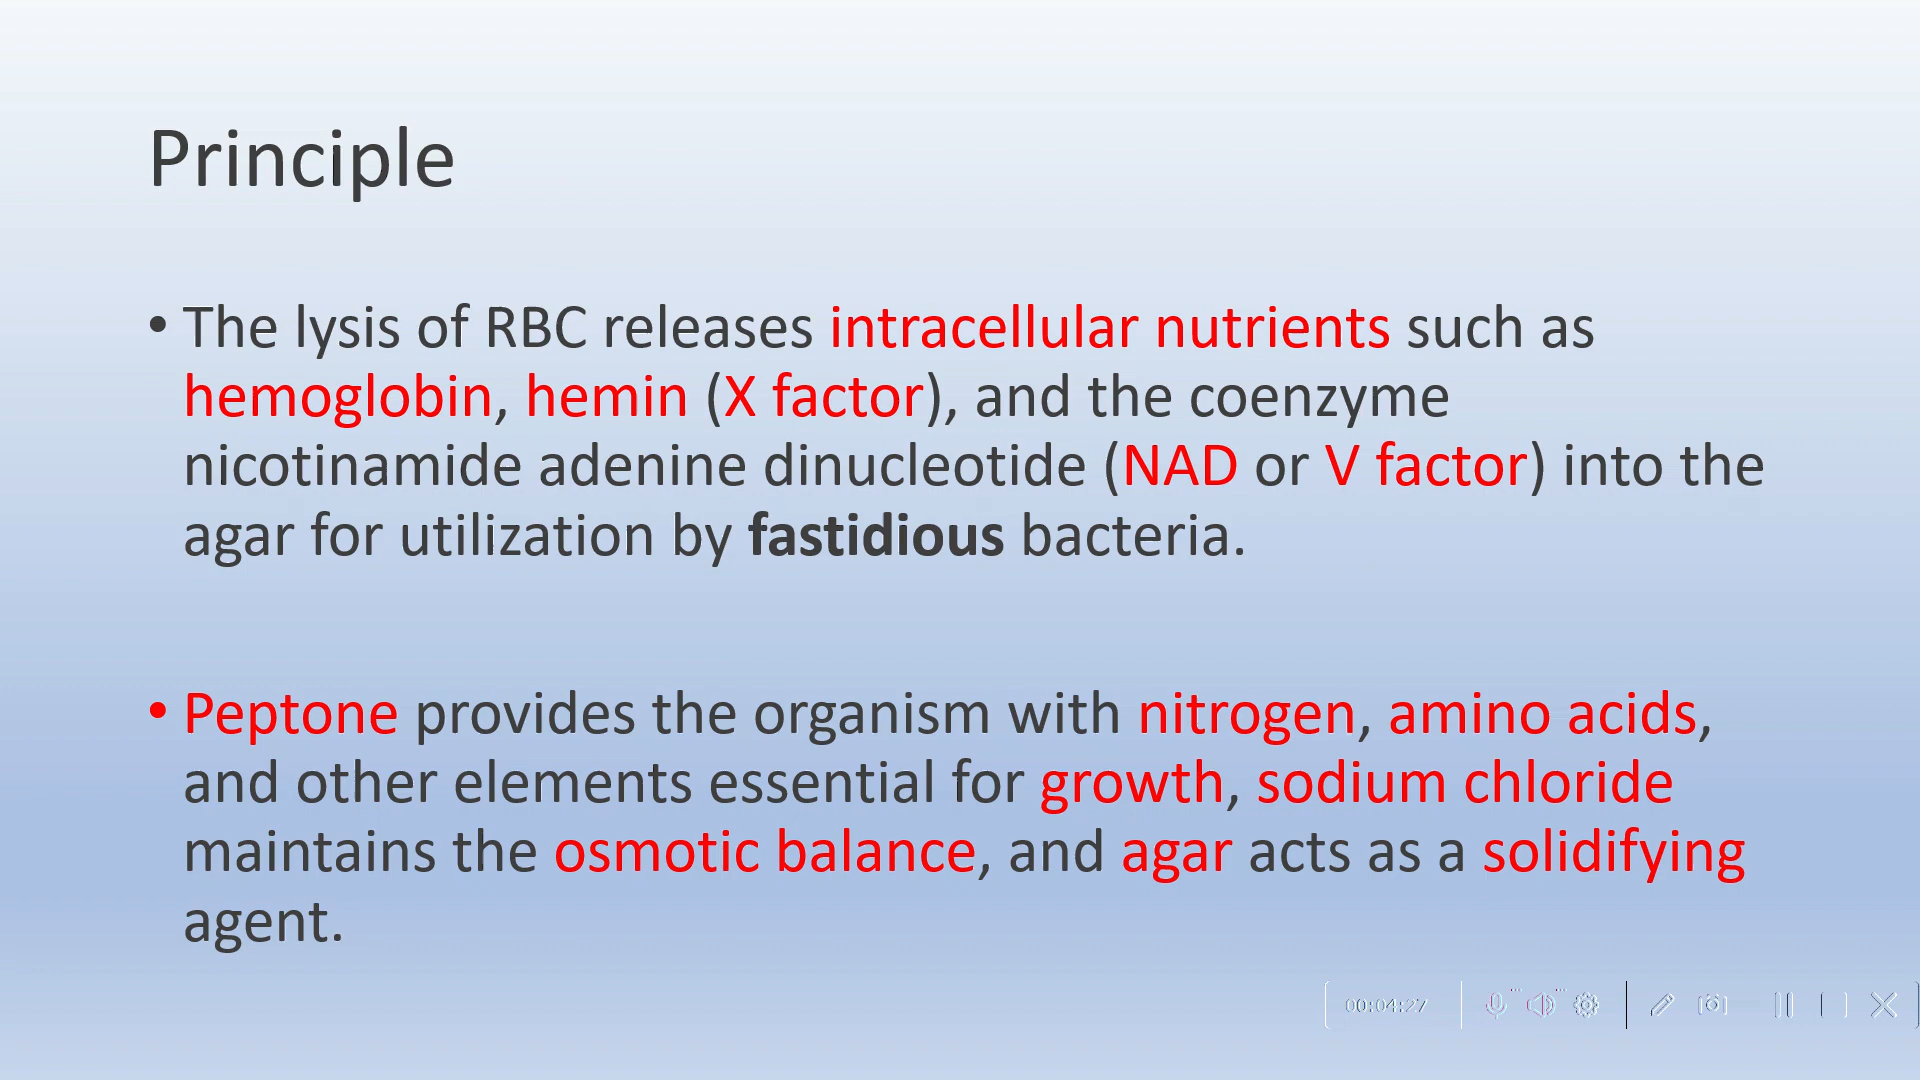 Principle
• The lysis of RBC releases intracellular nutrients such as
hemoglobin, hemin (X factor), and the coenzyme
nicotinamide adenine dinucleotide (NAD or V factor) into the
agar for utilization by fastidious bacteria.
• Peptone provides the organism with nitrogen, amino acids,
and other elements essential for growth, sodium chloride
maintains the osmotic balance, and agar acts as a solidifying
agent.
00:04:27